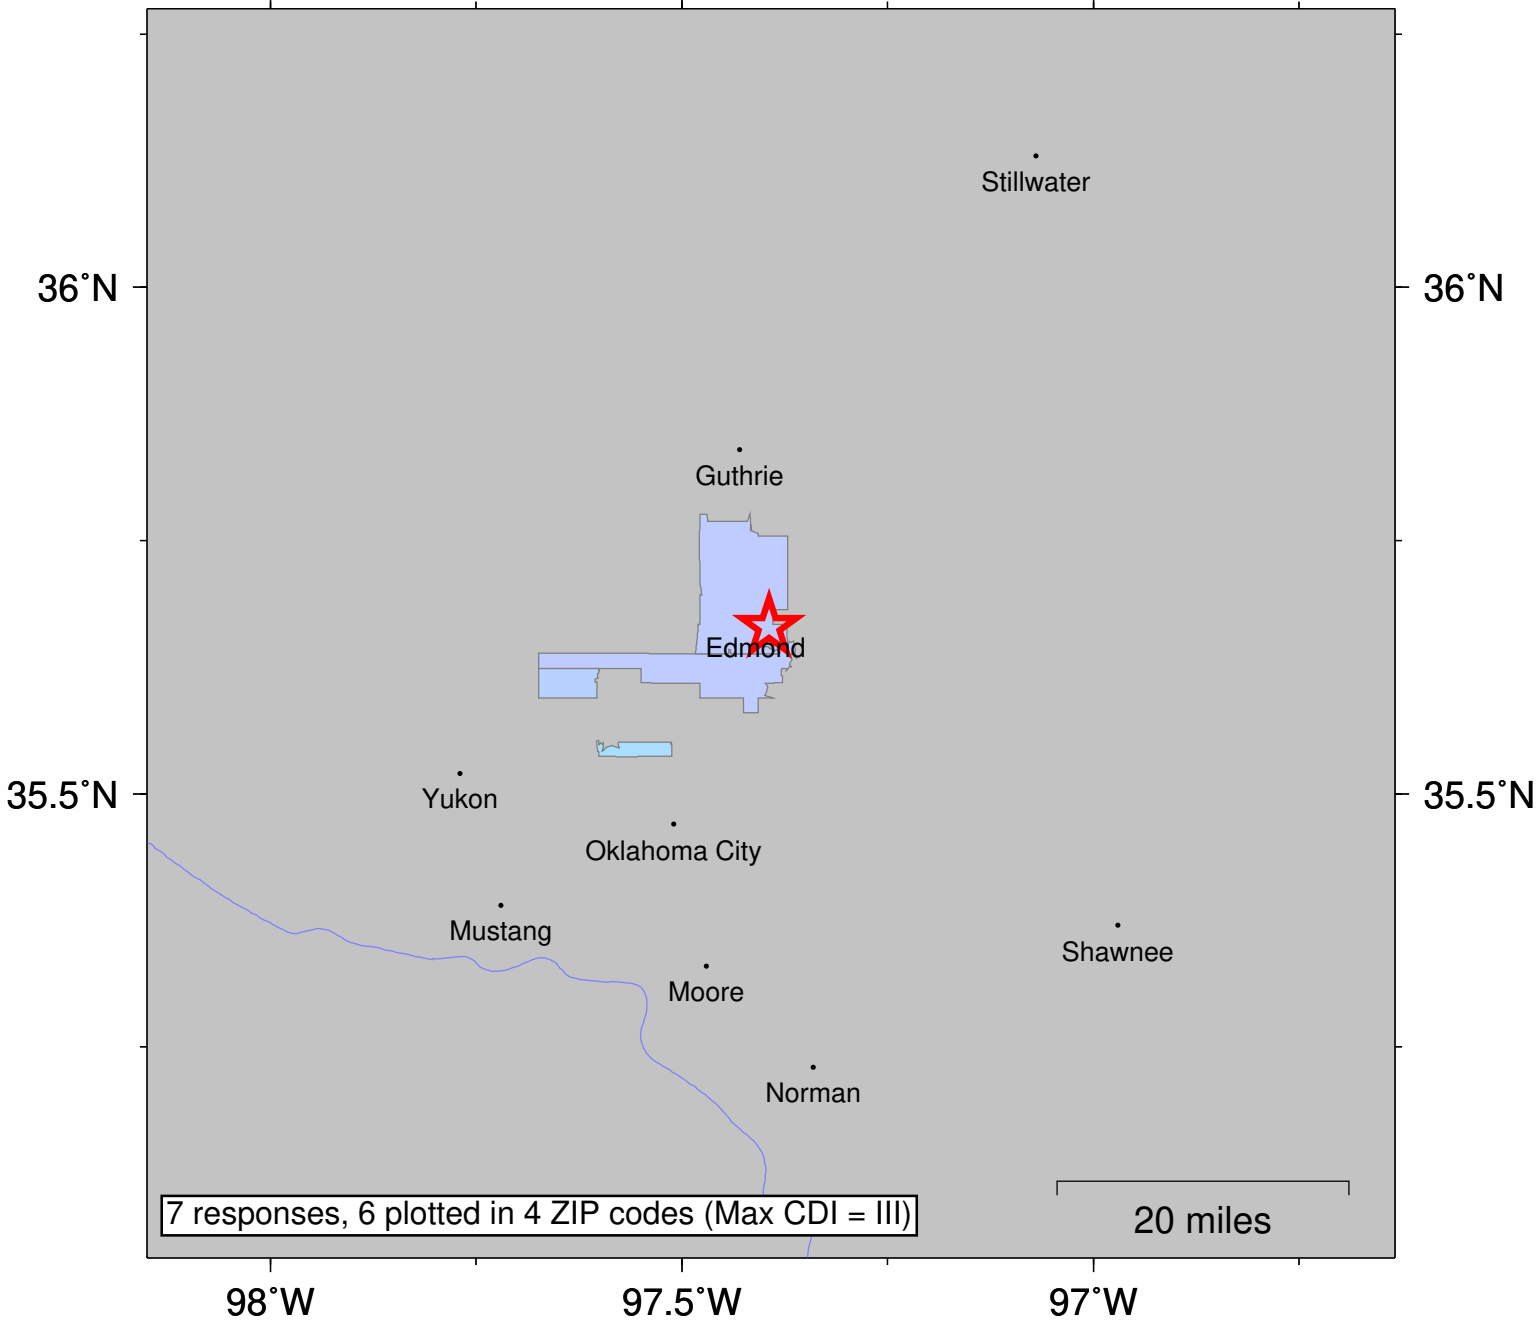 Stillwater
36˚N
36˚N
Guthrie
Edmond
35.5˚N
35.5˚N
Yukon
Oklahoma City
Mustang
Shawnee
Moore
Norman
7 responses, 6 plotted in 4 ZIP codes (Max CDI = III)
20 miles
98˚W
97.5˚W
97˚W